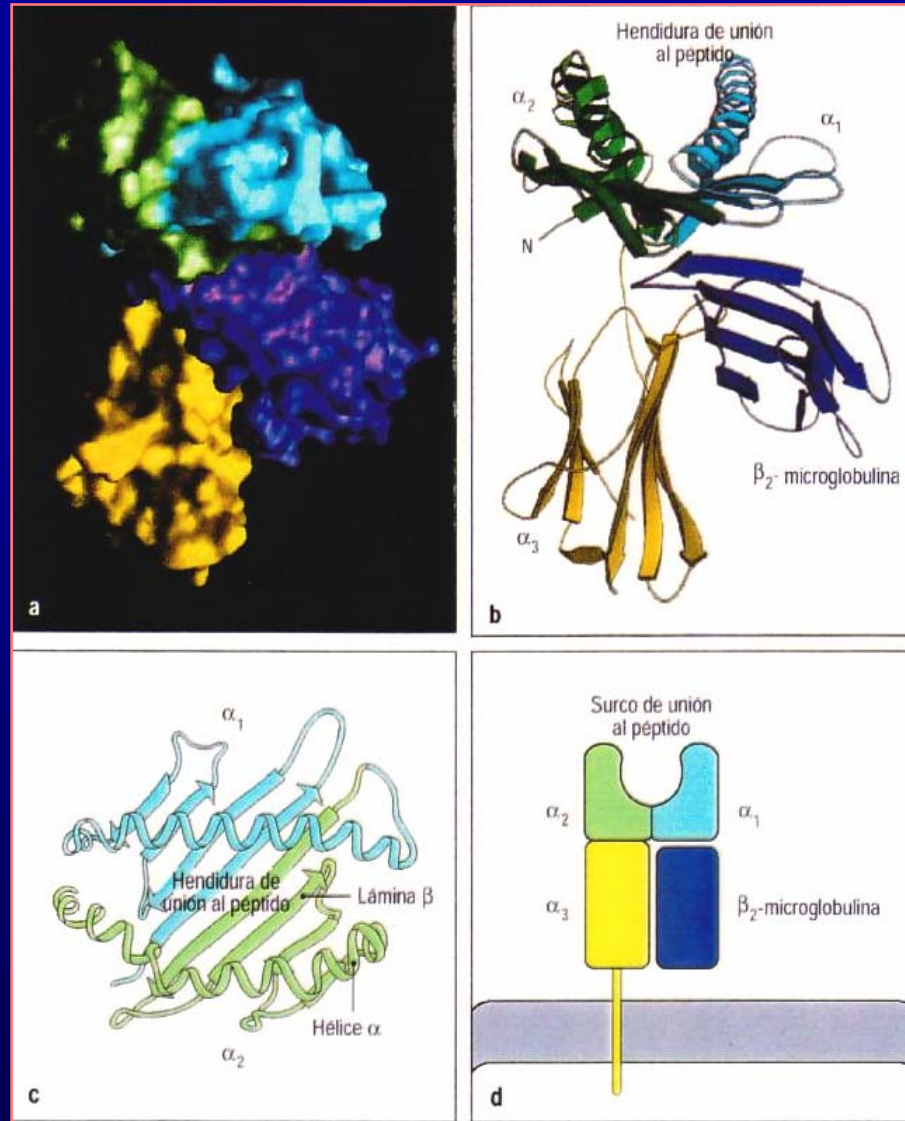 a
Hendidura de unión
al péptido
α₂
α₁
N
β₂- microglobulina
α₃
b
α₁
Hendidura de
unión al péptido
Lámina β
Hélice α
α₂
c
Surco de unión
al péptido
α₂
α₁
α₃
β₂-microglobulina
d